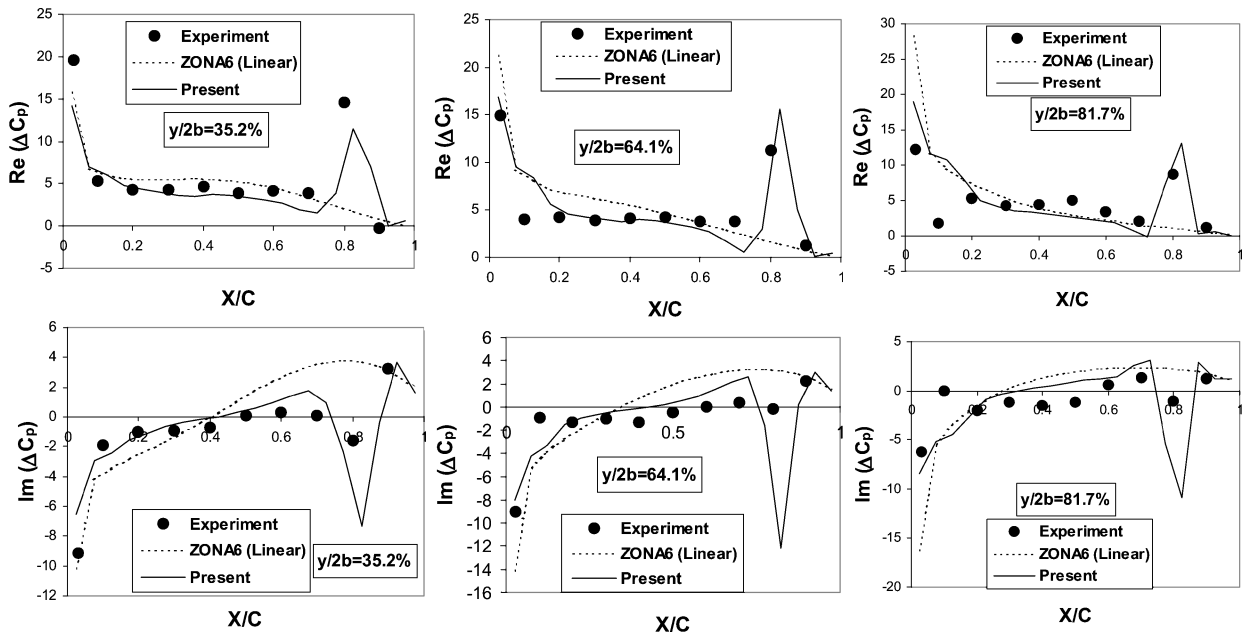 25
20
15
10
5
0
-5
Re (ΔCp)
Experiment
ZONA6 (Linear)
Present
y/2b=35.2%
0 0.2 0.4 0.6 0.8 1
X/C
25
20
15
10
5
0
Re (ΔCp)
Experiment
ZONA6 (Linear)
Present
y/2b=64.1%
0 0.2 0.4 0.6 0.8 1
X/C
30
25
20
15
10
5
0
-5
Re (ΔCp)
Experiment
ZONA6 (Linear)
Present
y/2b=81.7%
0 0.2 0.4 0.6 0.8 1
X/C
6
4
2
0
-2
-4
-6
-8
-10
-12
Im (ΔCp)
0 0.2 0.4 0.6 0.8 1
Experiment
ZONA6 (Linear)
Present
y/2b=35.2%
X/C
6
4
2
0
-2
-4
-6
-8
-10
-12
-14
-16
Im (ΔCp)
0 0.5 1
y/2b=64.1%
Experiment
ZONA6 (Linear)
Present
X/C
5
0
-5
-10
-15
-20
Im (ΔCp)
0 0.2 0.4 0.6 0.8 1
y/2b=81.7%
Experiment
ZONA6 (Linear)
Present
X/C